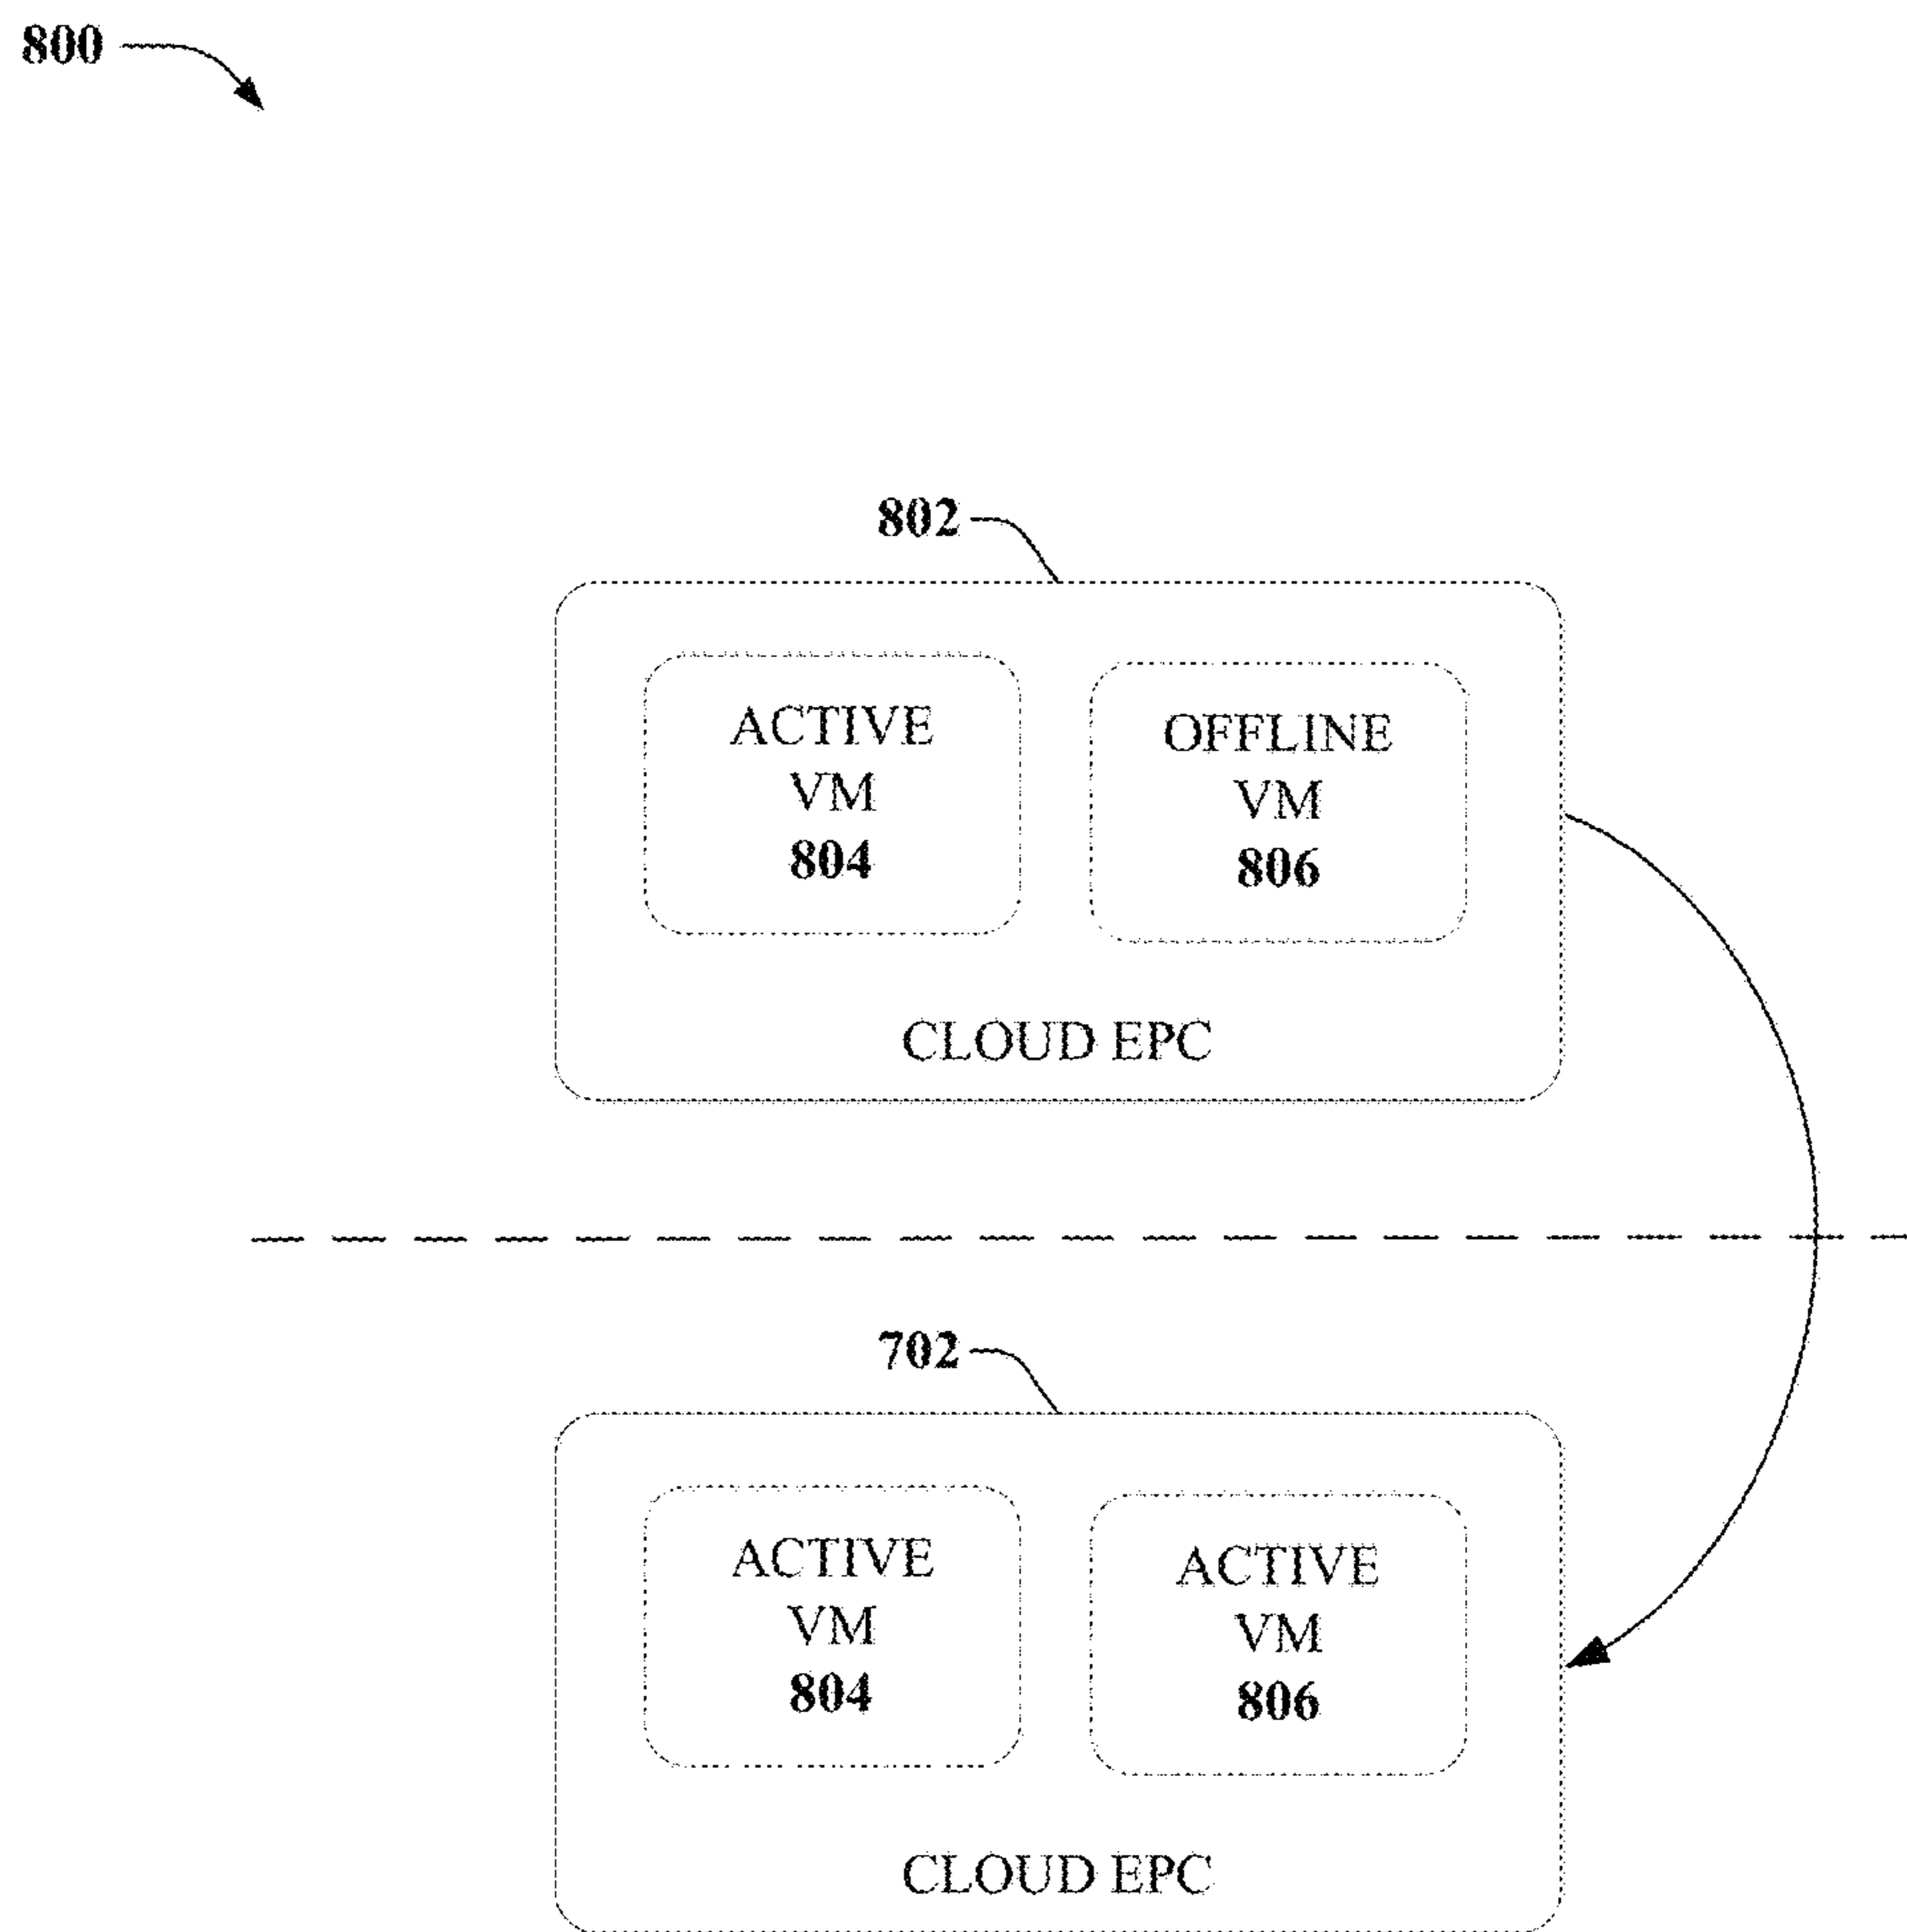 800
802
ACTIVE
VM
804
OFFLINE
VM
806
CLOUD EPC
702
ACTIVE
VM
804
ACTIVE
VM
806
CLOUD EPC